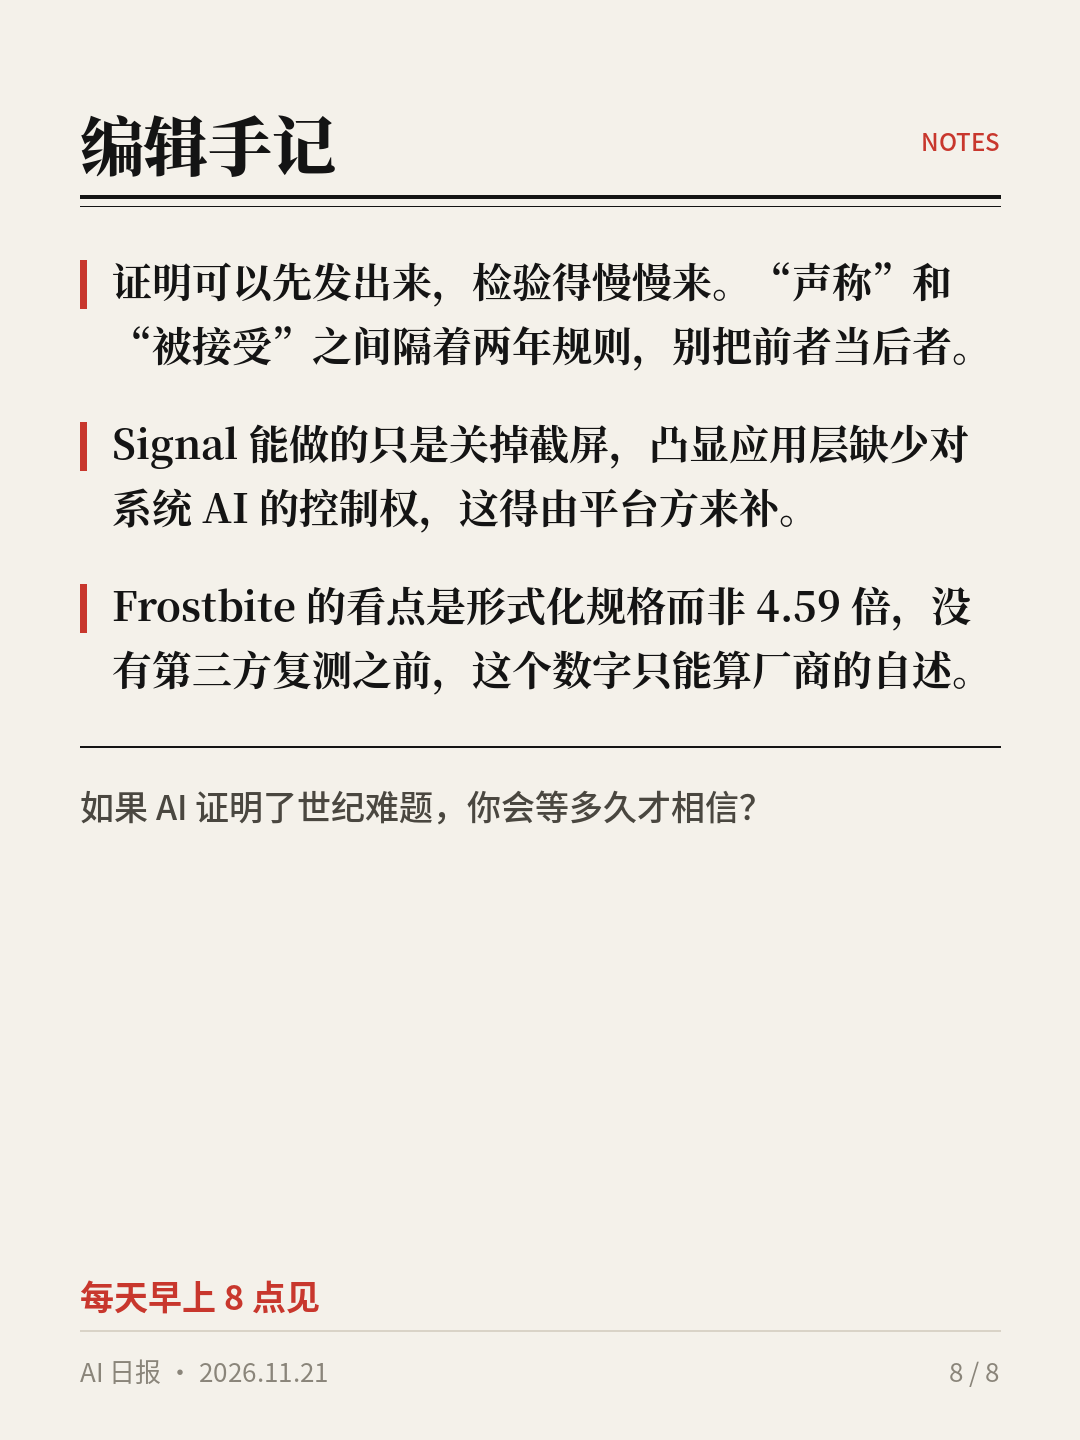 编辑手记
NOTES
证明可以先发出来，检验得慢慢来。“声称”和
“被接受”之间隔着两年规则，别把前者当后者。
Signal 能做的只是关掉截屏，凸显应用层缺少对
系统 AI 的控制权，这得由平台方来补。
Frostbite 的看点是形式化规格而非 4.59 倍，没
有第三方复测之前，这个数字只能算厂商的自述。
如果 AI 证明了世纪难题，你会等多久才相信？
每天早上 8 点见
AI 日报 · 2026.11.21
8 / 8